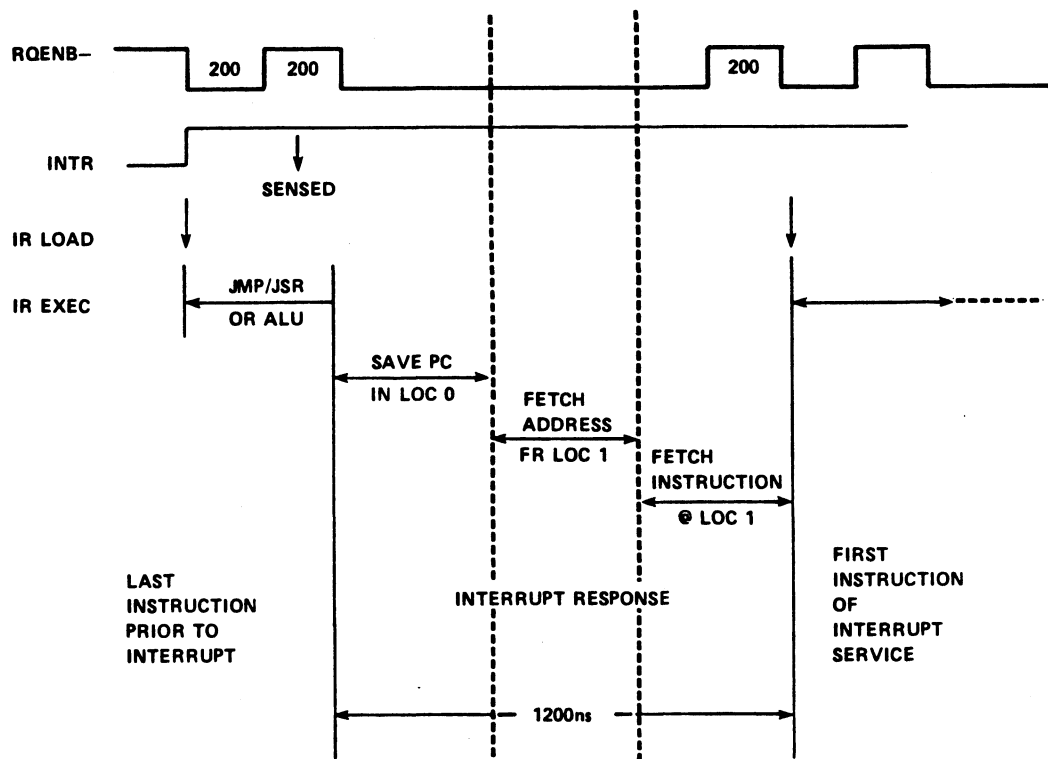 RQENB–
200
200
200
INTR
SENSED
IR LOAD
IR EXEC
JMP/JSR
OR ALU
SAVE PC
IN LOC 0
FETCH
ADDRESS
FR LOC 1
FETCH
INSTRUCTION
@ LOC 1
LAST
INSTRUCTION
PRIOR TO
INTERRUPT
INTERRUPT RESPONSE
FIRST
INSTRUCTION
OF
INTERRUPT
SERVICE
1200ns